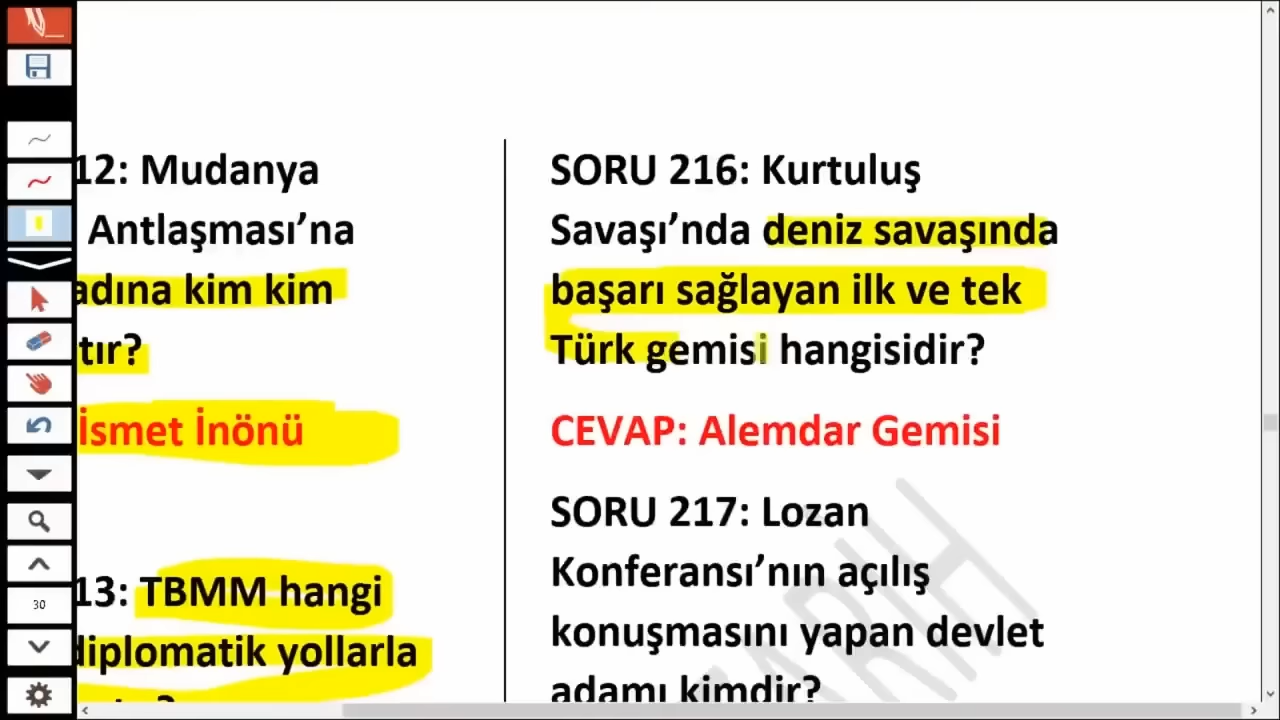 12: Mudanya
Antlaşması’na
adına kim kim
tır?
İsmet İnönü
13: TBMM hangi
diplomatik yollarla
SORU 216: Kurtuluş
Savaşı’nda deniz savaşında
başarı sağlayan ilk ve tek
Türk gemisi hangisidir?
CEVAP: Alemdar Gemisi
SORU 217: Lozan
Konferansı’nın açılış
konuşmasını yapan devlet
adamı kimdir?
TARİH
30